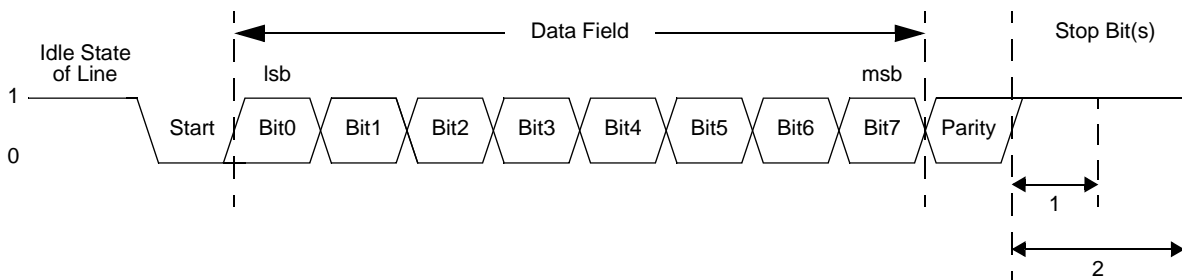 Data Field
Stop Bit(s)
Idle State
of Line
lsb
msb
1
Start
Bit0
Bit1
Bit2
Bit3
Bit4
Bit5
Bit6
Bit7
Parity
0
1
2